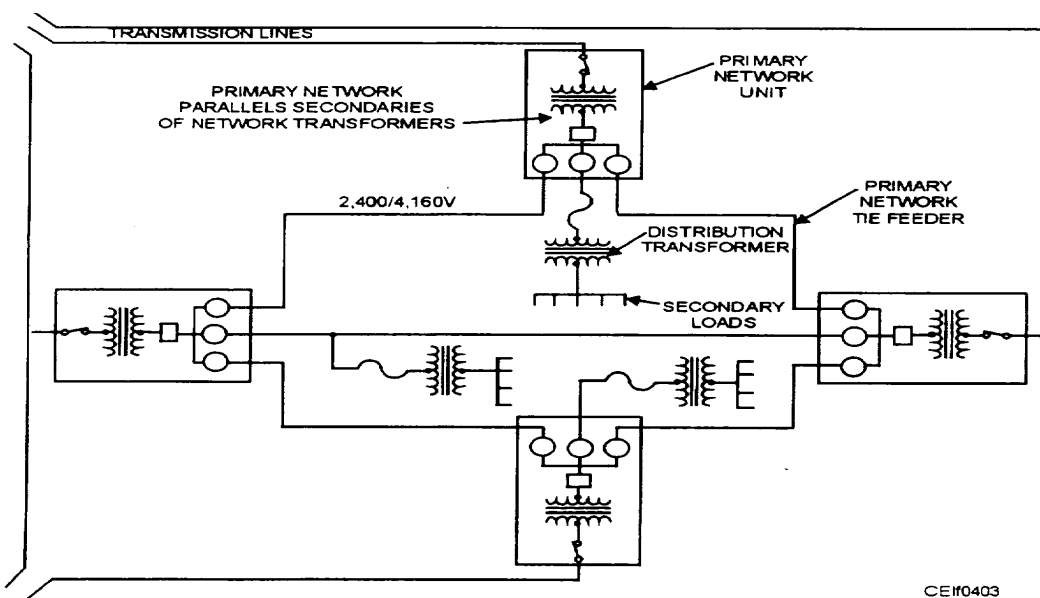 TRANSMISSION LINES
PRIMARY
NETWORK
UNIT
PRIMARY NETWORK
PARALLELS SECONDARIES
OF NETWORK TRANSFORMERS
2,400/4,160V
PRIMARY
NETWORK
TIE FEEDER
DISTRIBUTION
TRANSFORMER
SECONDARY
LOADS
CEIf0403